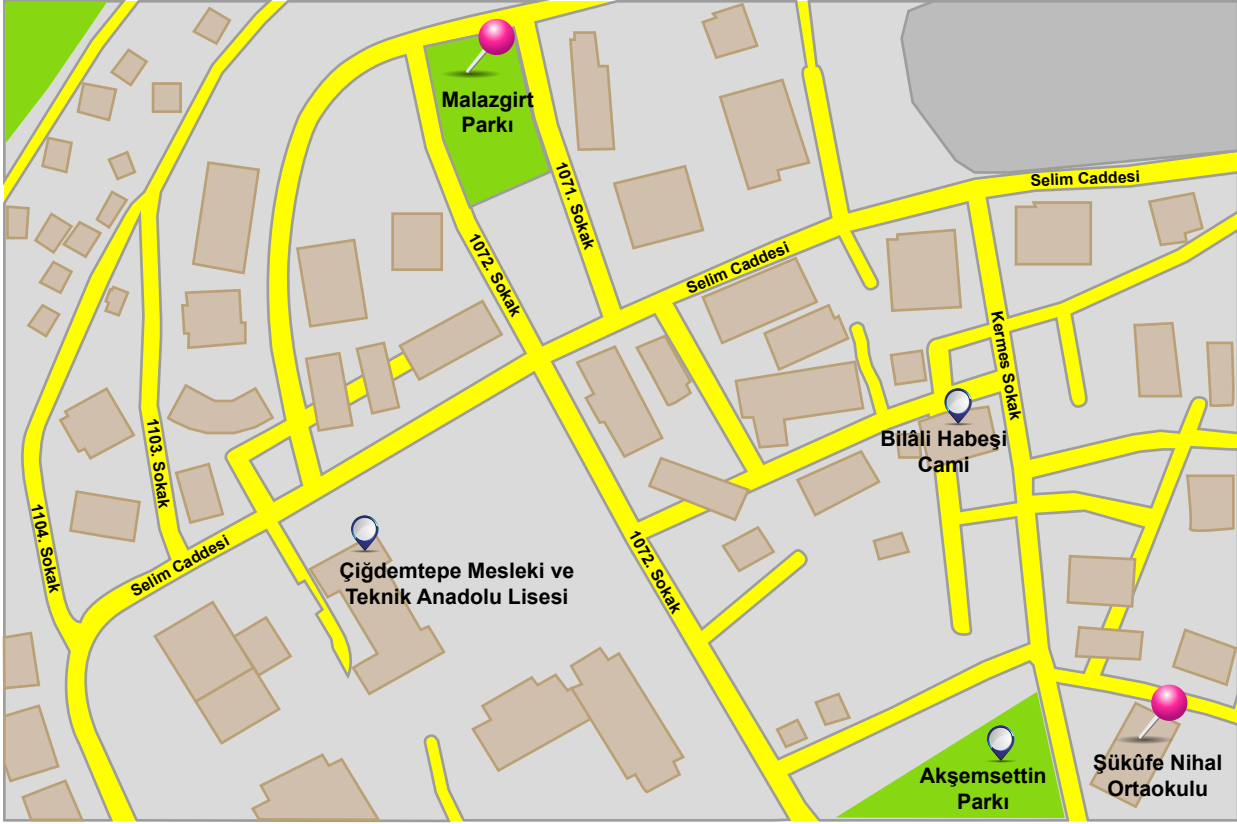 Malazgirt
Parkı
1071. Sokak
Selim Caddesi
1072. Sokak
Selim Caddesi
Kermes Sokak
Bilâli Habeşi
Cami
1103. Sokak
1104. Sokak
Selim Caddesi
Çiğdemtepe Mesleki ve
Teknik Anadolu Lisesi
1072. Sokak
Akşemsettin
Parkı
Şükûfe Nihal
Ortaokulu